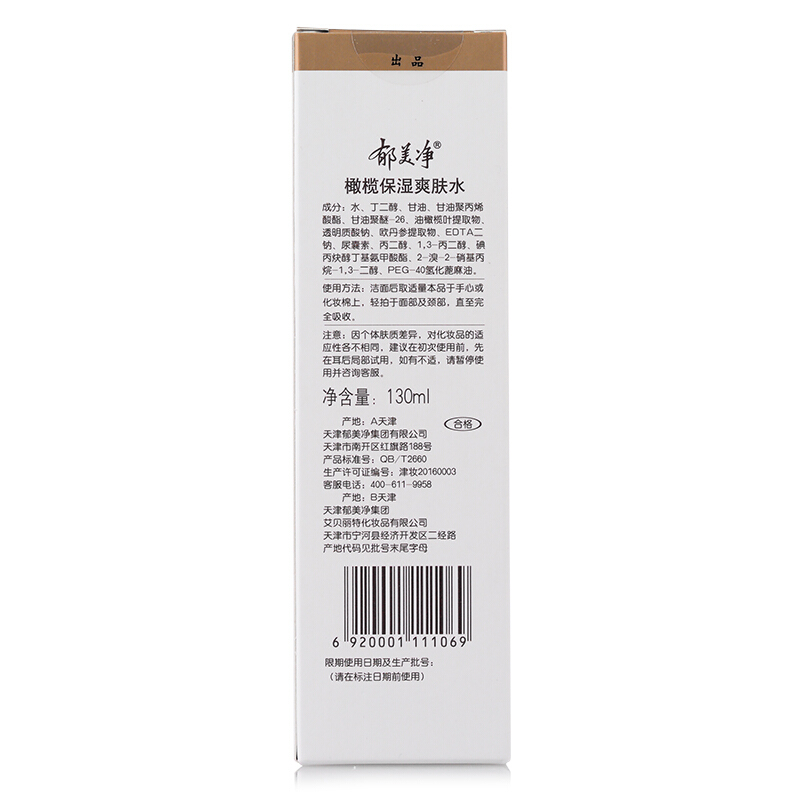 出品
郁美净®
橄榄保湿爽肤水
成分：水、丁二醇、甘油、甘油聚丙烯
酸酯、甘油聚醚-26、油橄榄叶提取物、
透明质酸钠、欧丹参提取物、EDTA二
钠、尿囊素、丙二醇、1,3-丙二醇、碘
丙炔醇丁基氨甲酸酯、2-溴-2-硝基丙
烷-1,3-二醇、PEG-40氢化蓖麻油。
使用方法：洁面后取适量本品于手心或
化妆棉上，轻拍于面部及颈部，直至完
全吸收。
注意：因个体肤质差异，对化妆品的适
应性各不相同，建议在初次使用前，先
在耳后局部试用，如有不适，请暂停使
用并咨询客服。
净含量：130ml
产地：A天津
合格
天津郁美净集团有限公司
天津市南开区红旗路188号
产品标准号：QB/T2660
生产许可证编号：津妆20160003
客服电话：400-611-9958
产地：B天津
天津郁美净集团
艾贝丽特化妆品有限公司
天津市宁河县经济开发区二经路
产地代码见批号末尾字母
6 920001 111069
限期使用日期及生产批号：
（请在标注日期前使用）